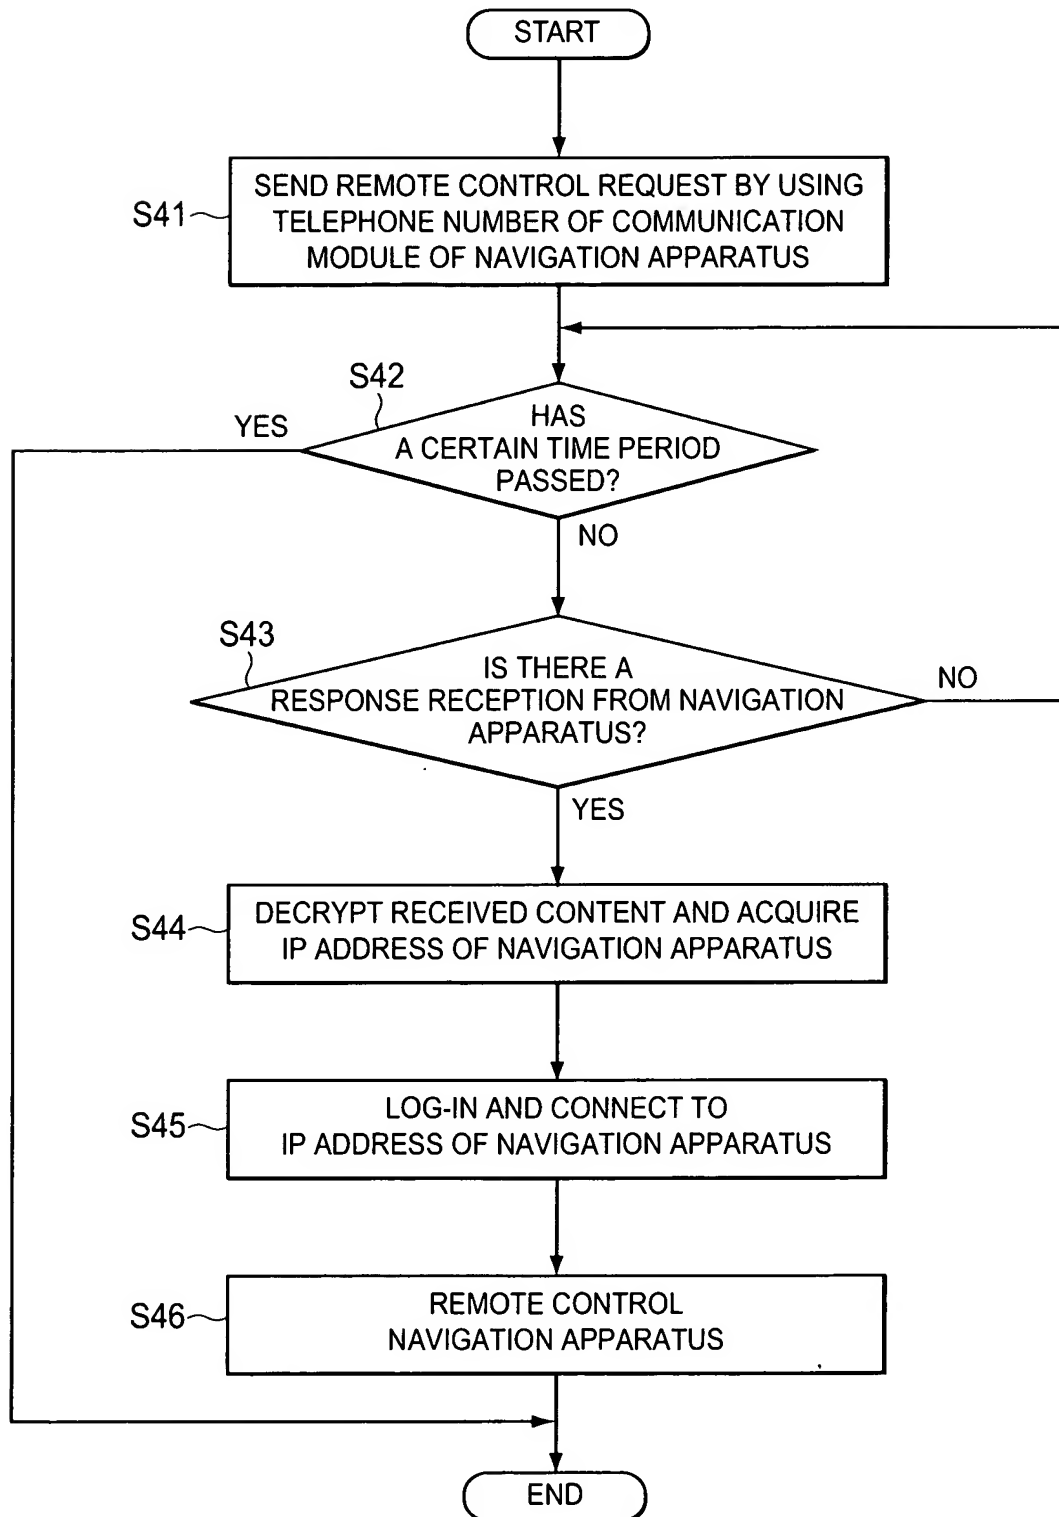 START
S41
SEND REMOTE CONTROL REQUEST BY USING
TELEPHONE NUMBER OF COMMUNICATION
MODULE OF NAVIGATION APPARATUS
S42
YES
HAS
A CERTAIN TIME PERIOD
PASSED?
NO
S43
IS THERE A
RESPONSE RECEPTION FROM NAVIGATION
APPARATUS?
NO
YES
S44
DECRYPT RECEIVED CONTENT AND ACQUIRE
IP ADDRESS OF NAVIGATION APPARATUS
S45
LOG-IN AND CONNECT TO
IP ADDRESS OF NAVIGATION APPARATUS
S46
REMOTE CONTROL
NAVIGATION APPARATUS
END